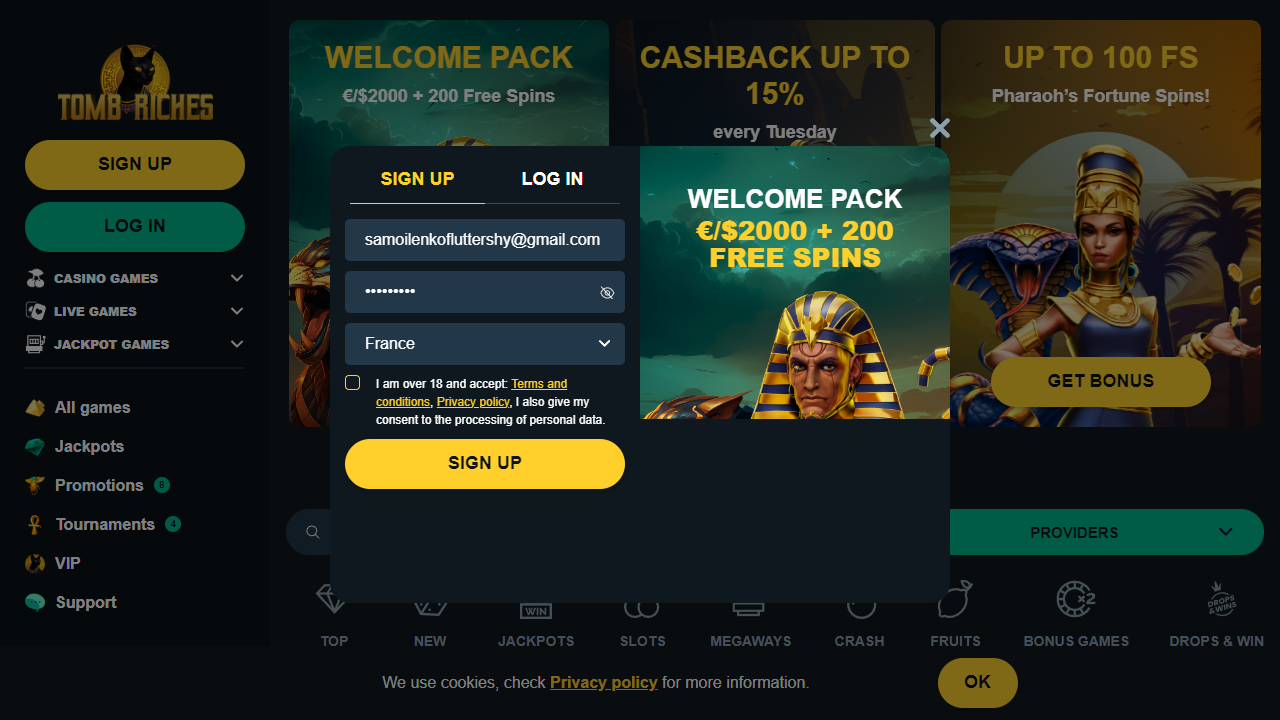 TOMB RICHES
SIGN UP
LOG IN
CASINO GAMES
LIVE GAMES
JACKPOT GAMES
All games
Jackpots
Promotions 8
Tournaments 4
VIP
Support
WELCOME PACK
€/$2000 + 200 Free Spins
CASHBACK UP TO
15%
every Tuesday
UP TO 100 FS
Pharaoh's Fortune Spins!
GET BONUS
SIGN UP LOG IN
samoilenkofluttershy@gmail.com
•••••••••
France
I am over 18 and accept: Terms and
conditions, Privacy policy, I also give my
consent to the processing of personal data.
SIGN UP
WELCOME PACK
€/$2000 + 200
FREE SPINS
PROVIDERS
WIN
x2
DROPS
&WINS
TOP NEW JACKPOTS SLOTS MEGAWAYS CRASH FRUITS BONUS GAMES DROPS & WIN
We use cookies, check Privacy policy for more information.
OK